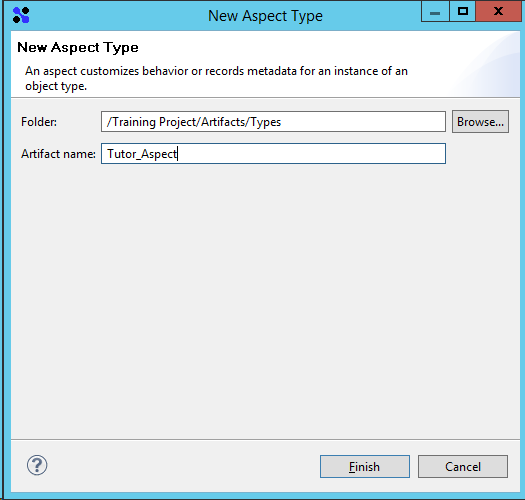 New Aspect Type
New Aspect Type
An aspect customizes behavior or records metadata for an instance of an
object type.
Folder: /Training Project/Artifacts/Types Browse...
Artifact name: Tutor_Aspect
? Finish Cancel